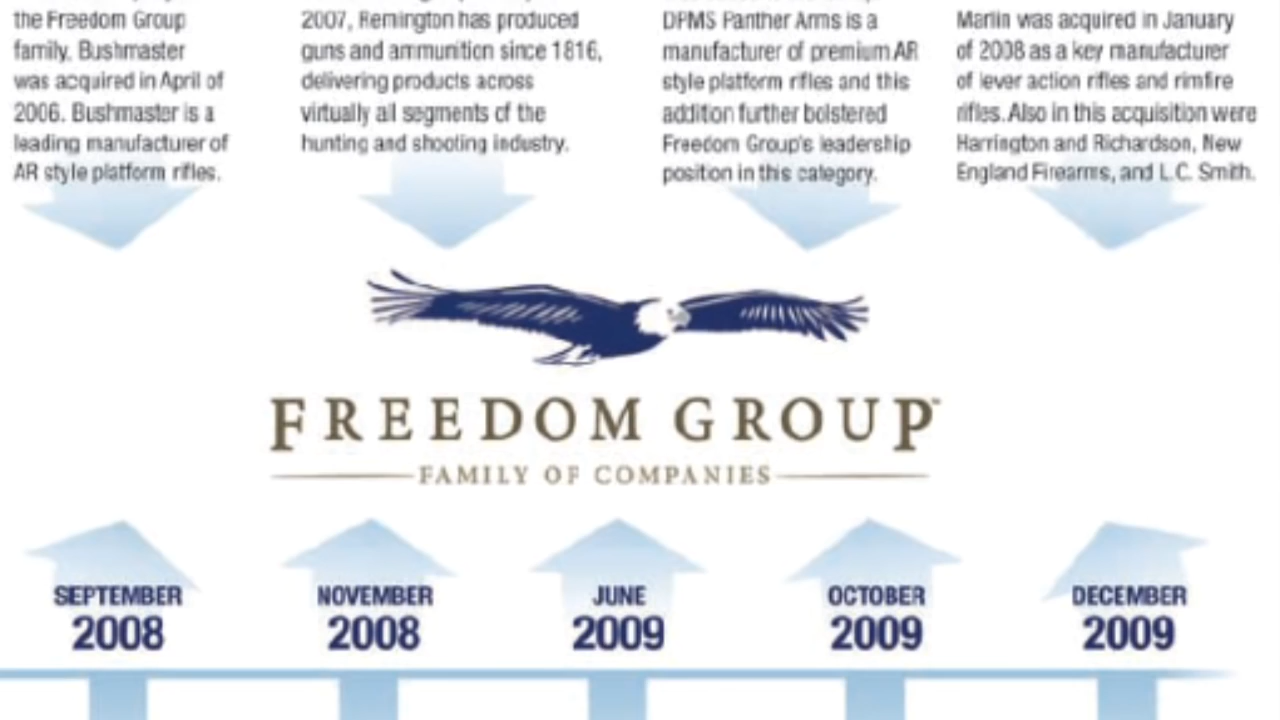 the Freedom Group
family, Bushmaster
was acquired in April of
2006. Bushmaster is a
leading manufacturer of
AR style platform rifles.
2007, Remington has produced
guns and ammunition since 1816,
delivering products across
virtually all segments of the
hunting and shooting industry.
DPMS Panther Arms is a
manufacturer of premium AR
style platform rifles and this
addition further bolstered
Freedom Group's leadership
position in this category.
Marlin was acquired in January
of 2008 as a key manufacturer
of lever action rifles and rimfire
rifles. Also in this acquisition were
Harrington and Richardson, New
England Firearms, and L.C. Smith.
FREEDOM GROUP™
FAMILY OF COMPANIES
SEPTEMBER
2008
NOVEMBER
2008
JUNE
2009
OCTOBER
2009
DECEMBER
2009